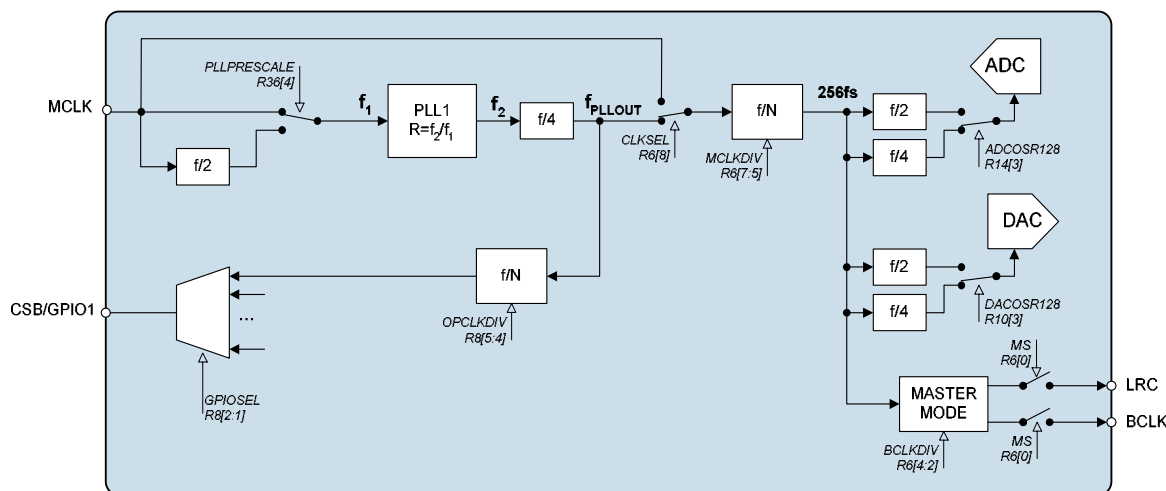 PLLPRESCALE
R36[4]
MCLK
f/2
f1
PLL1
R=f2/f1
f2
f/4
fPLLOUT
CLKSEL
R6[8]
f/N
MCLKDIV
R6[7:5]
256fs
f/2
f/4
ADC
ADCOSR128
R14[3]
DAC
f/2
f/4
DACOSR128
R10[3]
CSB/GPIO1
...
GPIOSEL
R8[2:1]
f/N
OPCLKDIV
R8[5:4]
MASTER
MODE
BCLKDIV
R6[4:2]
MS
R6[0]
LRC
BCLK
MS
R6[0]